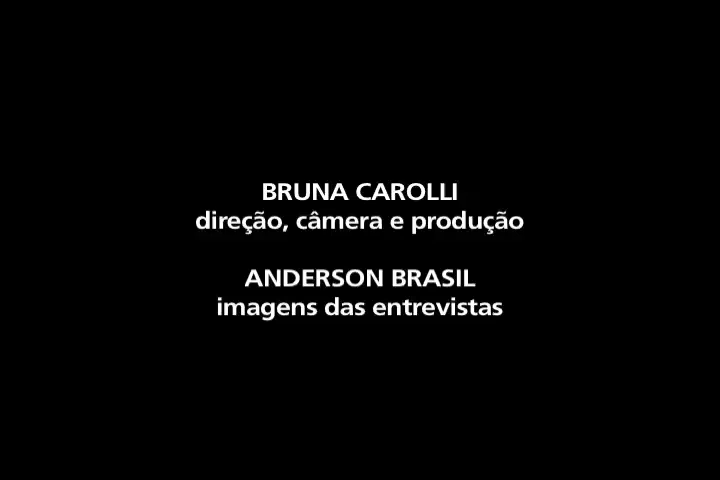 BRUNA CAROLLI
direção, câmera e produção
ANDERSON BRASIL
imagens das entrevistas